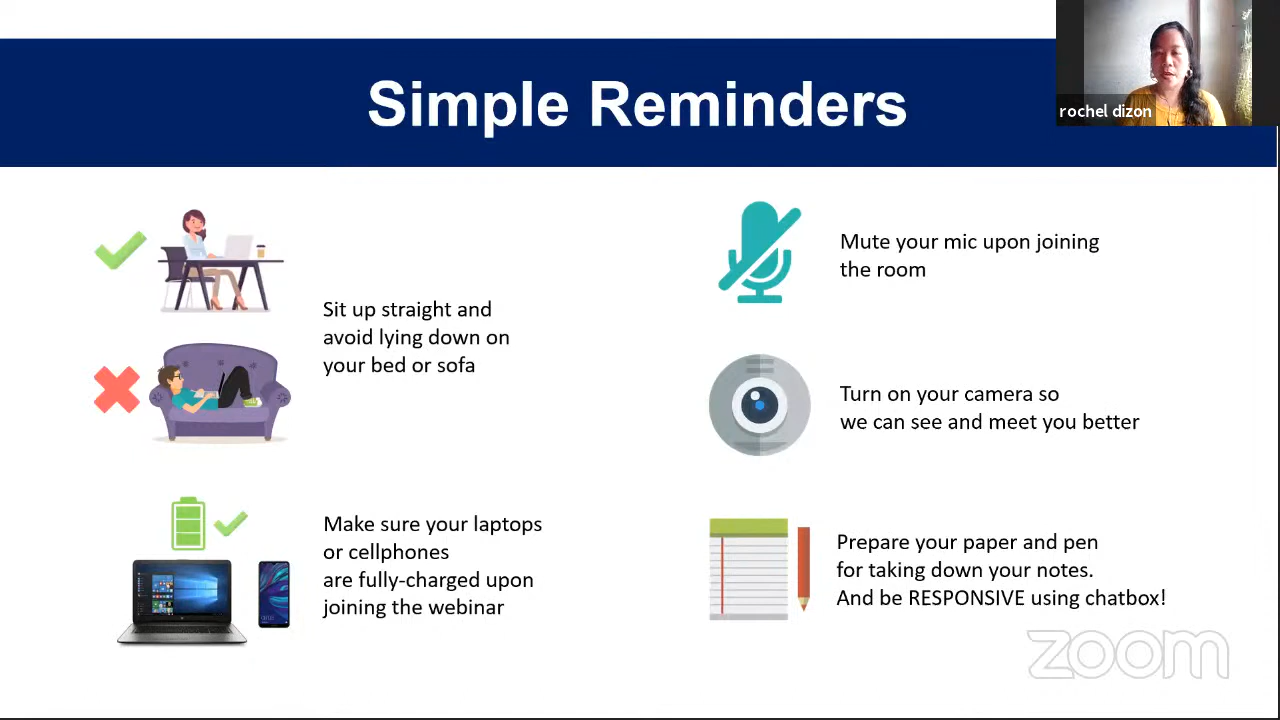 Simple Reminders
rochel dizon
Sit up straight and
avoid lying down on
your bed or sofa
Make sure your laptops
or cellphones
are fully-charged upon
joining the webinar
Mute your mic upon joining
the room
Turn on your camera so
we can see and meet you better
Prepare your paper and pen
for taking down your notes.
And be RESPONSIVE using chatbox!
zoom